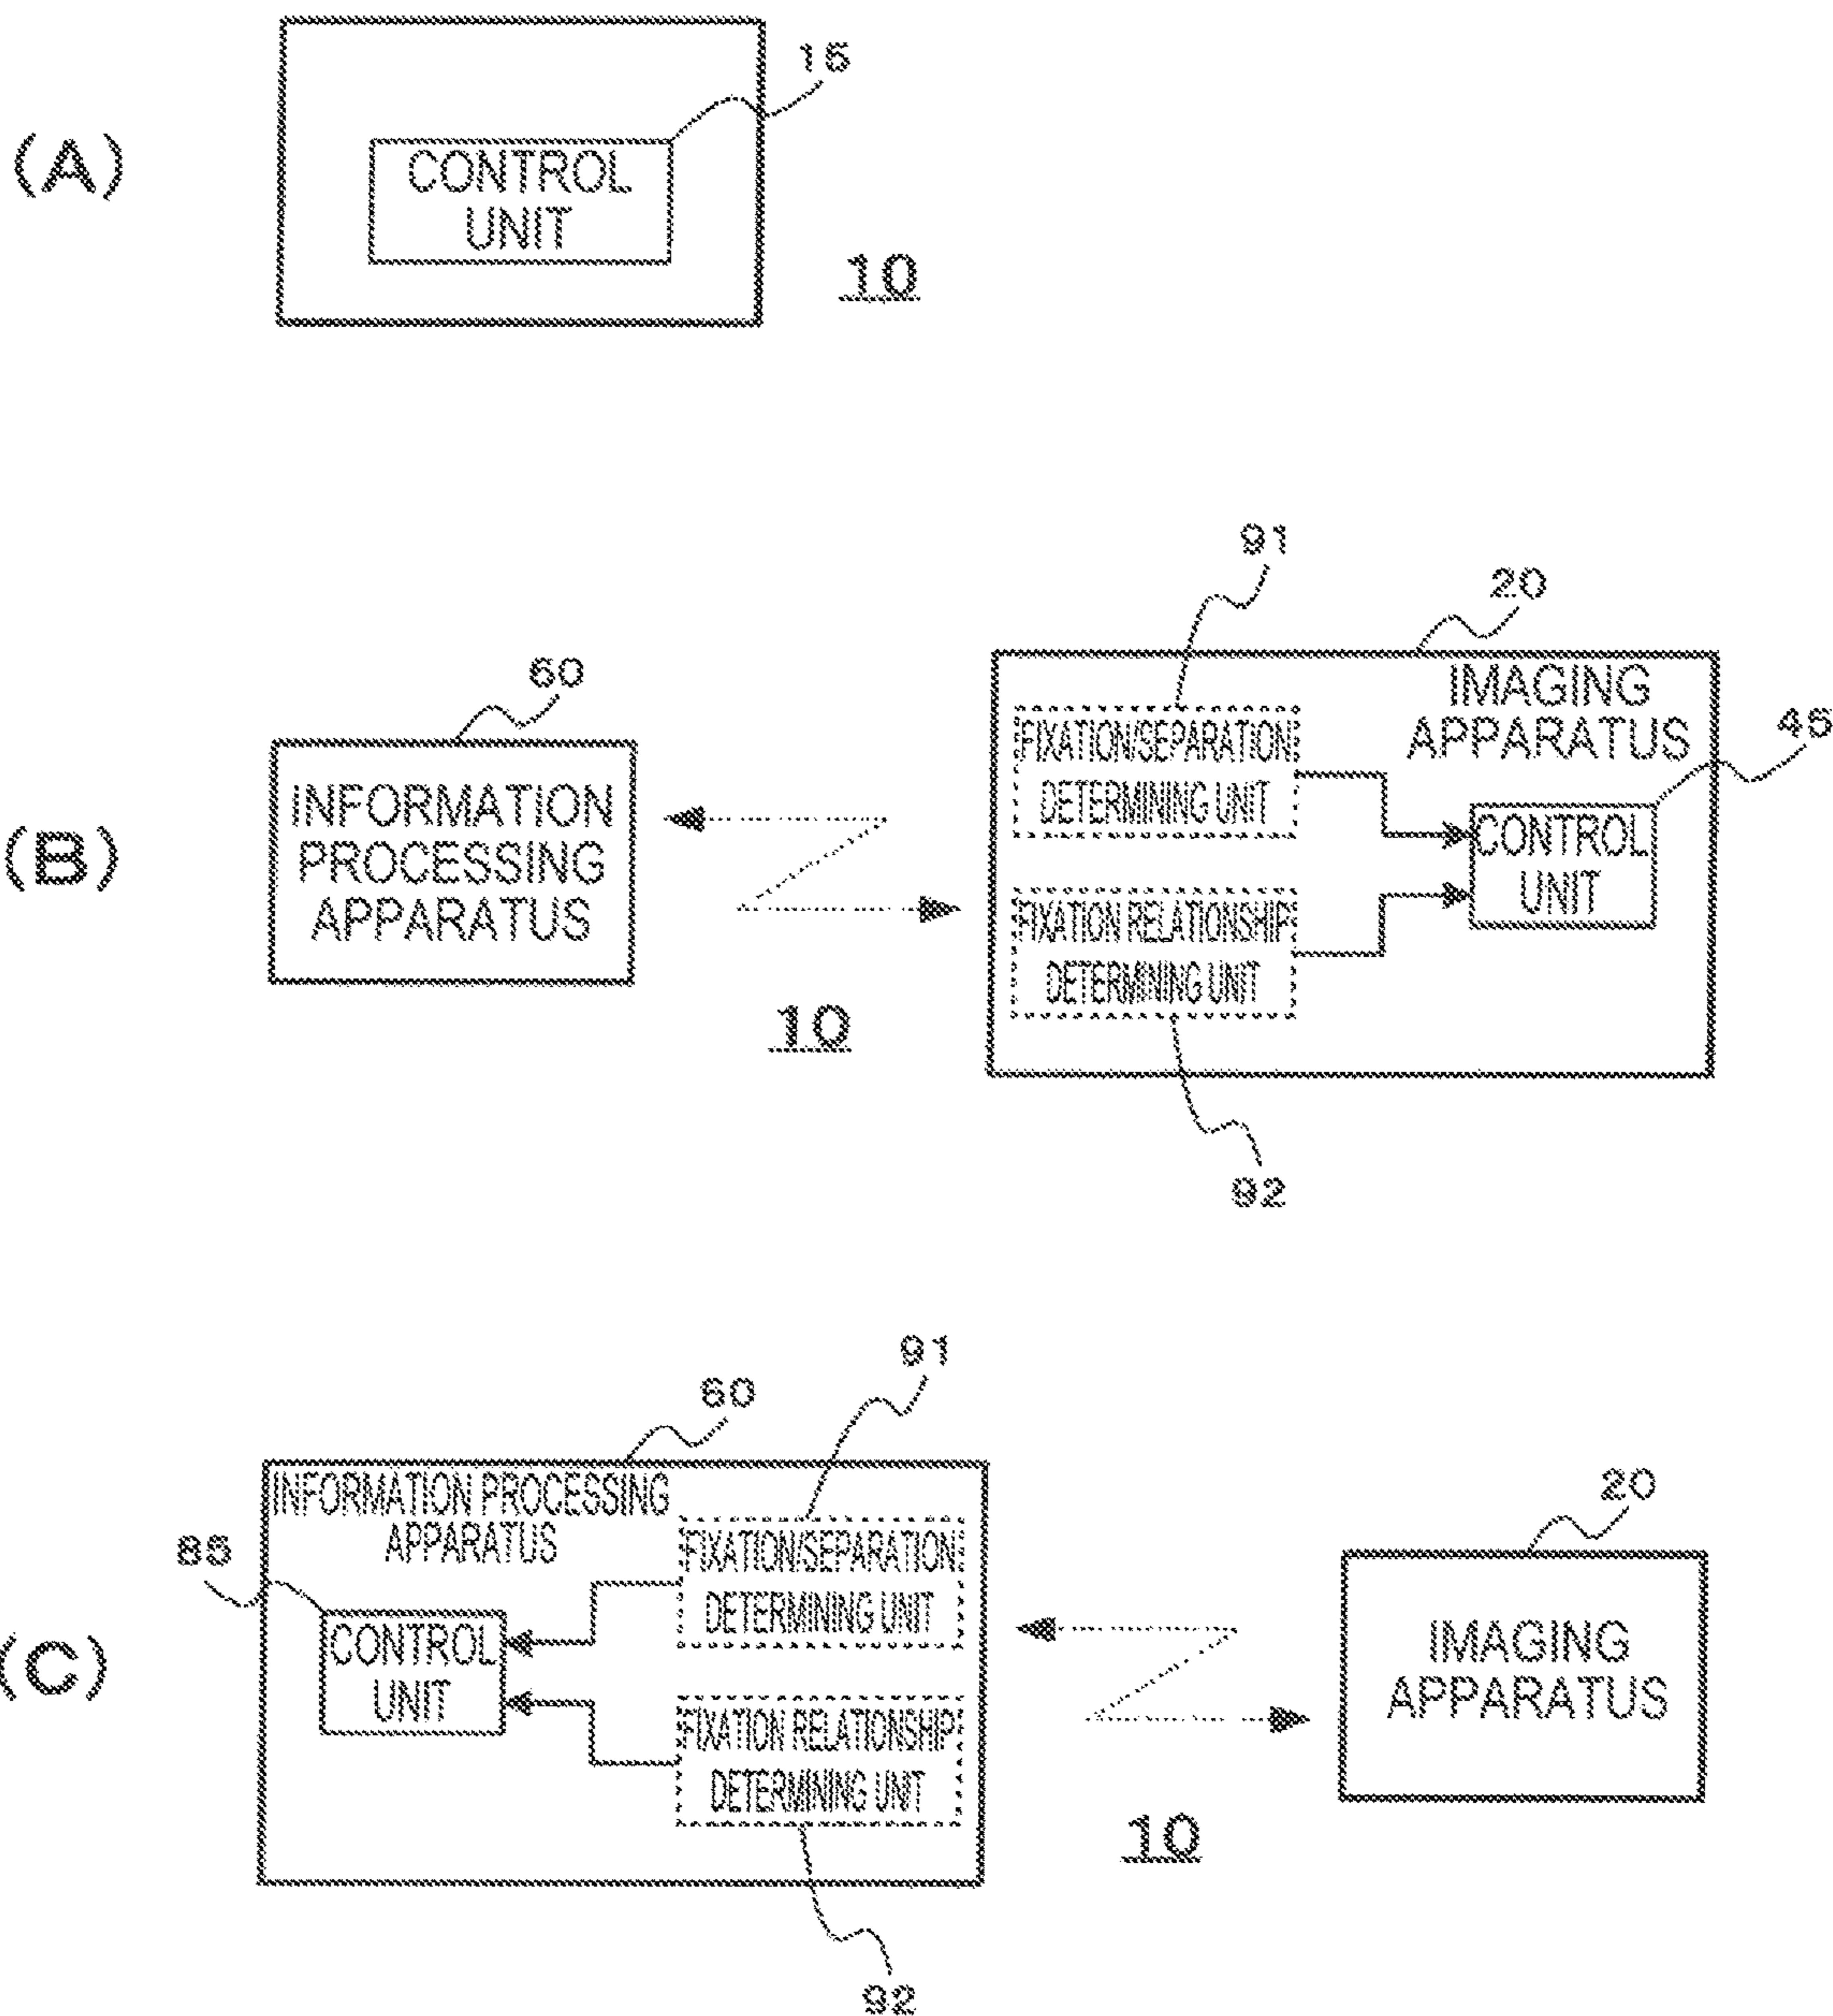 (A)
15
CONTROL
UNIT
10
(B)
60
INFORMATION
PROCESSING
APPARATUS
10
91
20
IMAGING
APPARATUS
FIXATION/SEPARATION
DETERMINING UNIT
45
CONTROL
UNIT
FIXATION RELATIONSHIP
DETERMINING UNIT
92
(C)
60
91
INFORMATION PROCESSING
APPARATUS
85
CONTROL
UNIT
FIXATION/SEPARATION
DETERMINING UNIT
FIXATION RELATIONSHIP
DETERMINING UNIT
92
10
20
IMAGING
APPARATUS